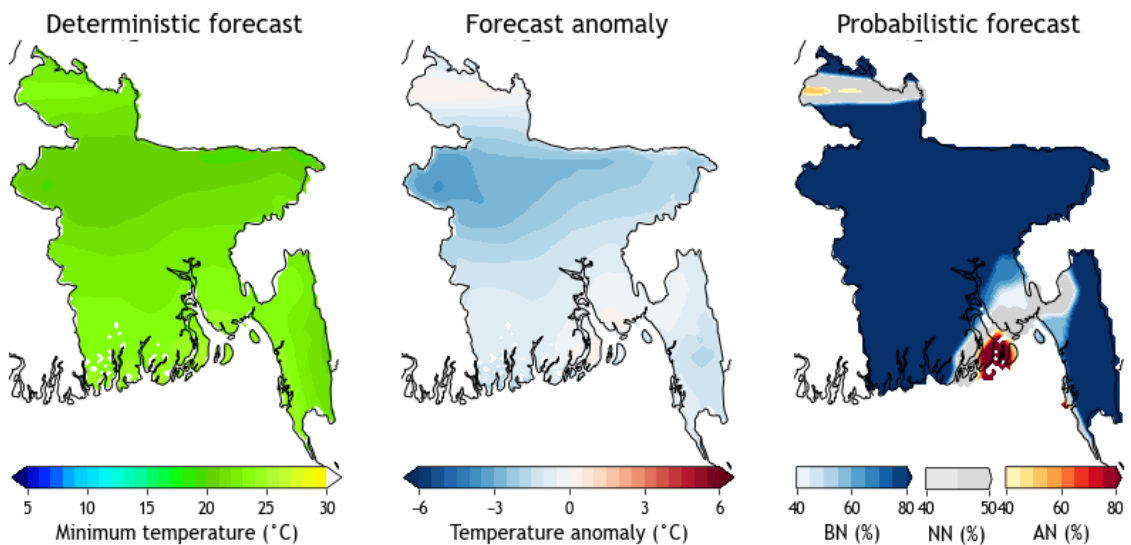 Deterministic forecast
Forecast anomaly
Probabilistic forecast
5 10 15 20 25 30
Minimum temperature (˚C)
−6 −3 0 3 6
Temperature anomaly (˚C)
40 60 80
BN (%)
40 50
NN (%)
40 60 80
AN (%)